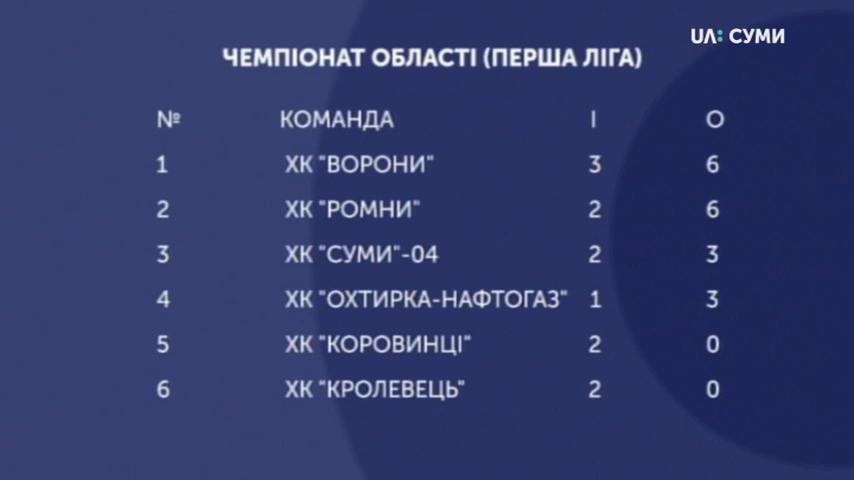 UA: СУМИ
ЧЕМПІОНАТ ОБЛАСТІ (ПЕРША ЛІГА)
№ КОМАНДА І О
1 ХК "ВОРОНИ" 3 6
2 ХК "РОМНИ" 2 6
3 ХК "СУМИ"-04 2 3
4 ХК "ОХТИРКА-НАФТОГАЗ" 1 3
5 ХК "КОРОВИНЦІ" 2 0
6 ХК "КРОЛЕВЕЦЬ" 2 0